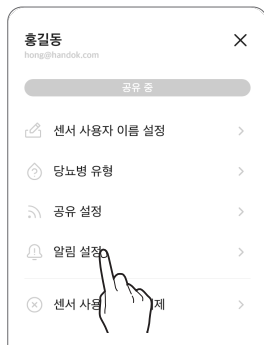 홍길동
hong@handok.com
공유 중
센서 사용자 이름 설정
당뇨병 유형
공유 설정
알림 설정
센서 사용 제